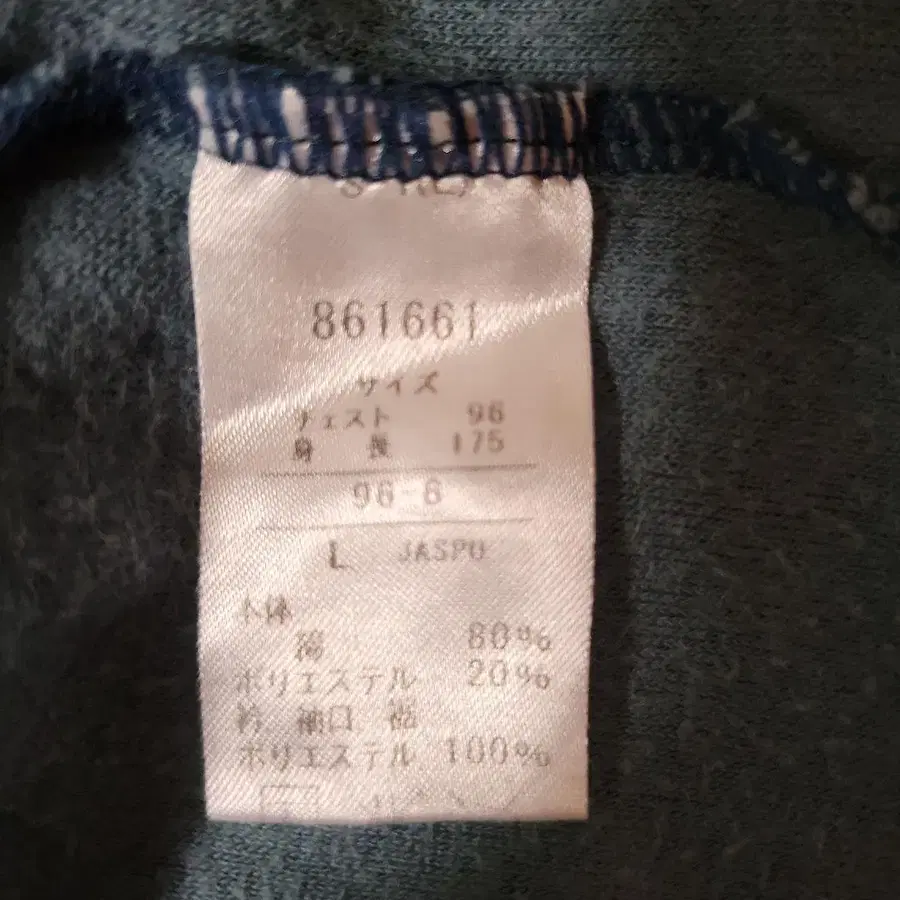 861661
サイズ
チェスト 96
身長 175
96-6
L JASPO
本体
綿 80%
ポリエステル 20%
衿 袖口 裾
ポリエステル 100%